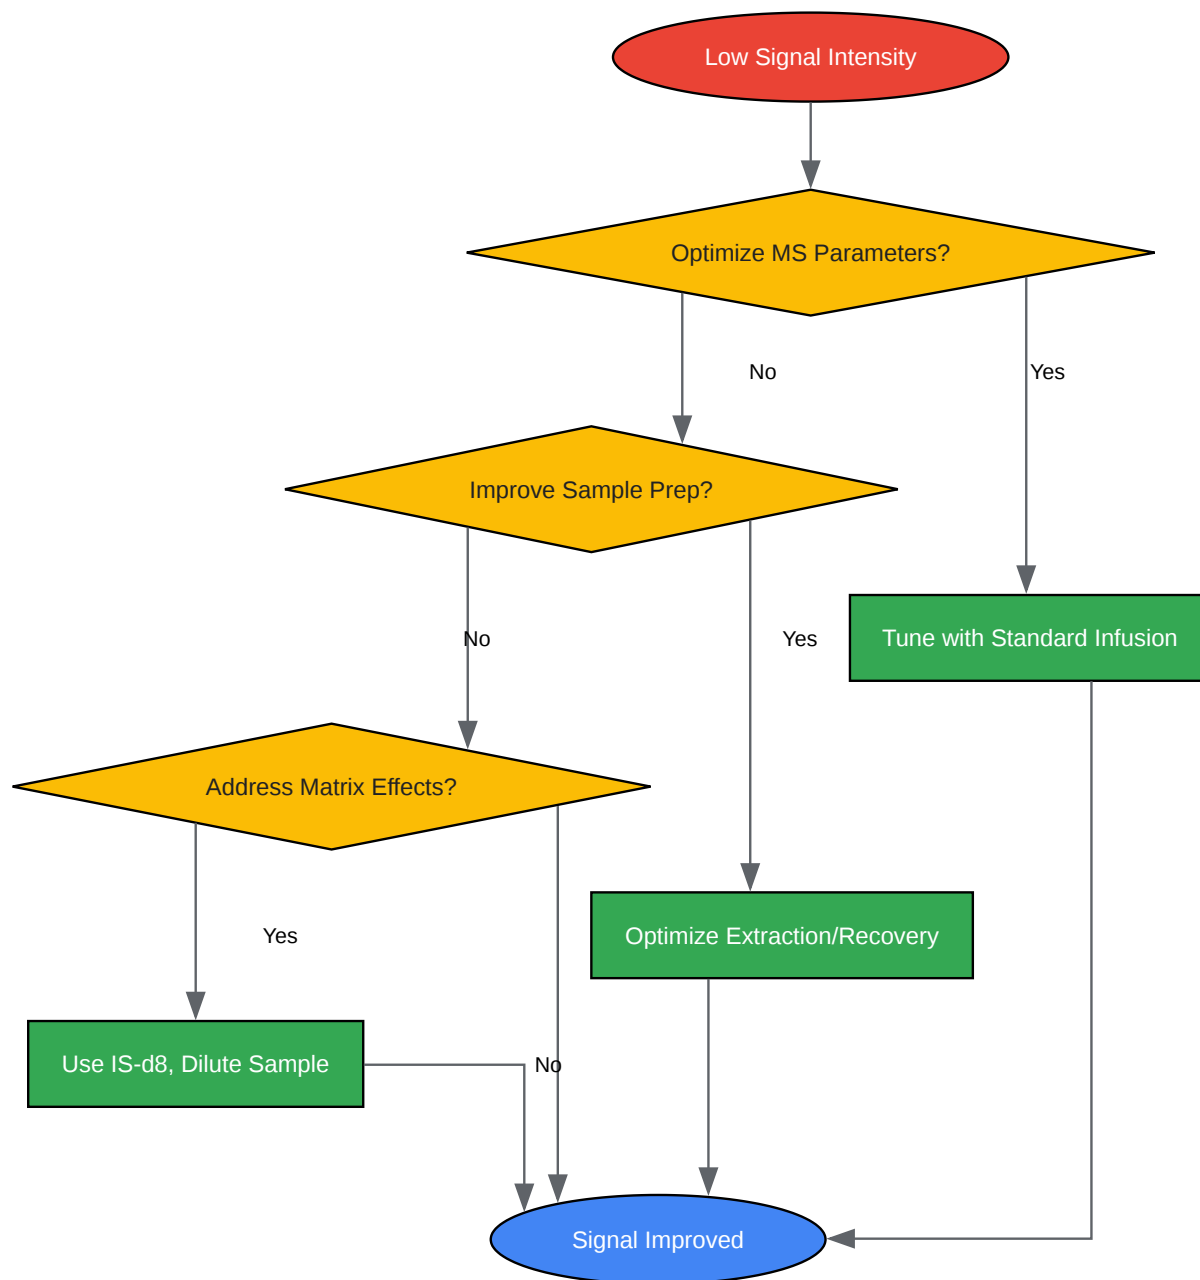 Low Signal Intensity
Optimize MS Parameters?
No
Yes
Improve Sample Prep?
No
Yes
Tune with Standard Infusion
Address Matrix Effects?
Yes
Optimize Extraction/Recovery
Use IS-d8, Dilute Sample
No
Signal Improved